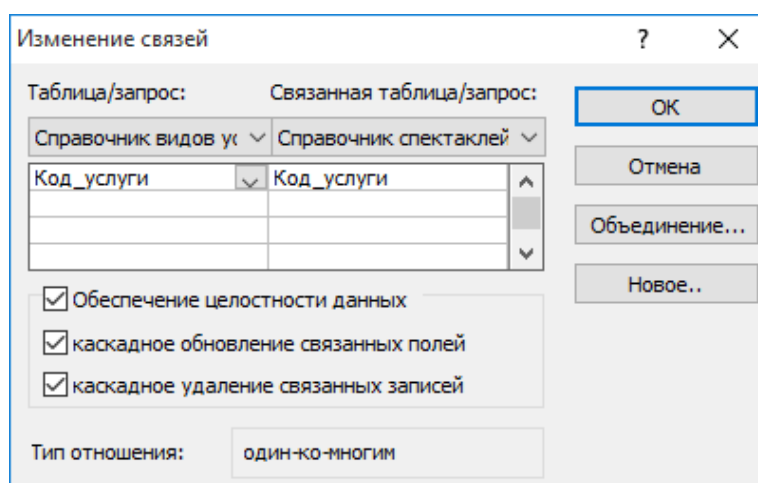 Изменение связей ?
Таблица/запрос: Связанная таблица/запрос:
Справочник видов ус Справочник спектаклей
Код_услуги Код_услуги
ОК
Отмена
Объединение...
Новое..
Обеспечение целостности данных
каскадное обновление связанных полей
каскадное удаление связанных записей
Тип отношения: один-ко-многим